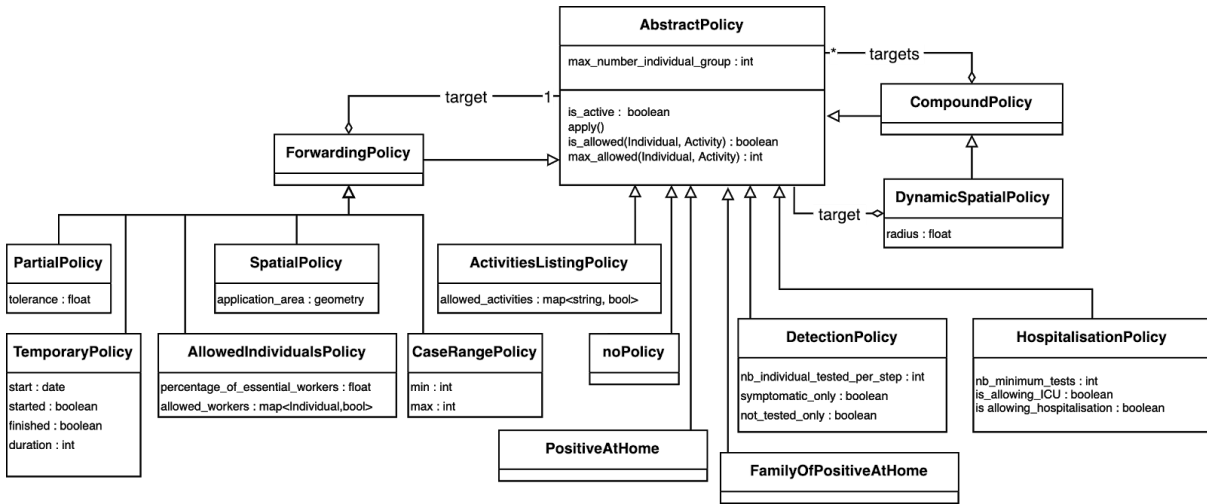 AbstractPolicy
max_number_individual_group : int
is_active : boolean
apply()
is_allowed(Individual, Activity) : boolean
max_allowed(Individual, Activity) : int
* targets
CompoundPolicy
target 1
ForwardingPolicy
DynamicSpatialPolicy
radius : float
target
PartialPolicy
tolerance : float
SpatialPolicy
application_area : geometry
ActivitiesListingPolicy
allowed_activities : map<string, bool>
TemporaryPolicy
start : date
started : boolean
finished : boolean
duration : int
AllowedIndividualsPolicy
percentage_of_essential_workers : float
allowed_workers : map<Individual,bool>
CaseRangePolicy
min : int
max : int
noPolicy
DetectionPolicy
nb_individual_tested_per_step : int
symptomatic_only : boolean
not_tested_only : boolean
HospitalisationPolicy
nb_minimum_tests : int
is_allowing_ICU : boolean
is allowing_hospitalisation : boolean
PositiveAtHome
FamilyOfPositiveAtHome